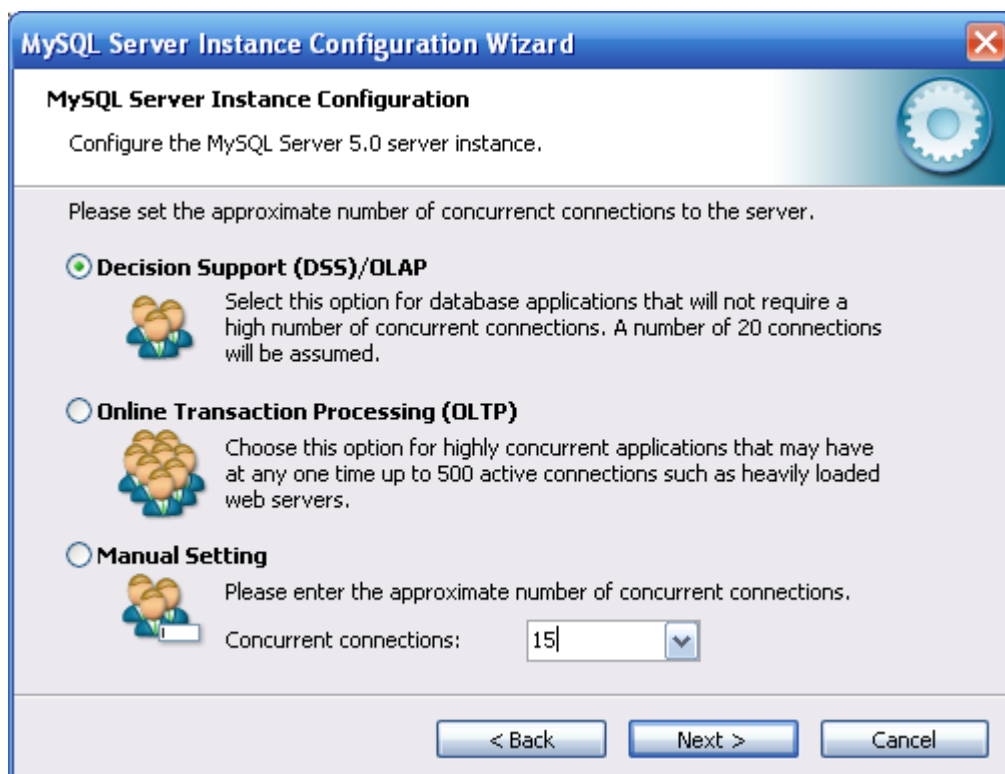 MySQL Server Instance Configuration Wizard
MySQL Server Instance Configuration
Configure the MySQL Server 5.0 server instance.
Please set the approximate number of concurrenct connections to the server.
Decision Support (DSS)/OLAP
Select this option for database applications that will not require a
high number of concurrent connections. A number of 20 connections
will be assumed.
Online Transaction Processing (OLTP)
Choose this option for highly concurrent applications that may have
at any one time up to 500 active connections such as heavily loaded
web servers.
Manual Setting
Please enter the approximate number of concurrent connections.
Concurrent connections: 15
< Back Next > Cancel